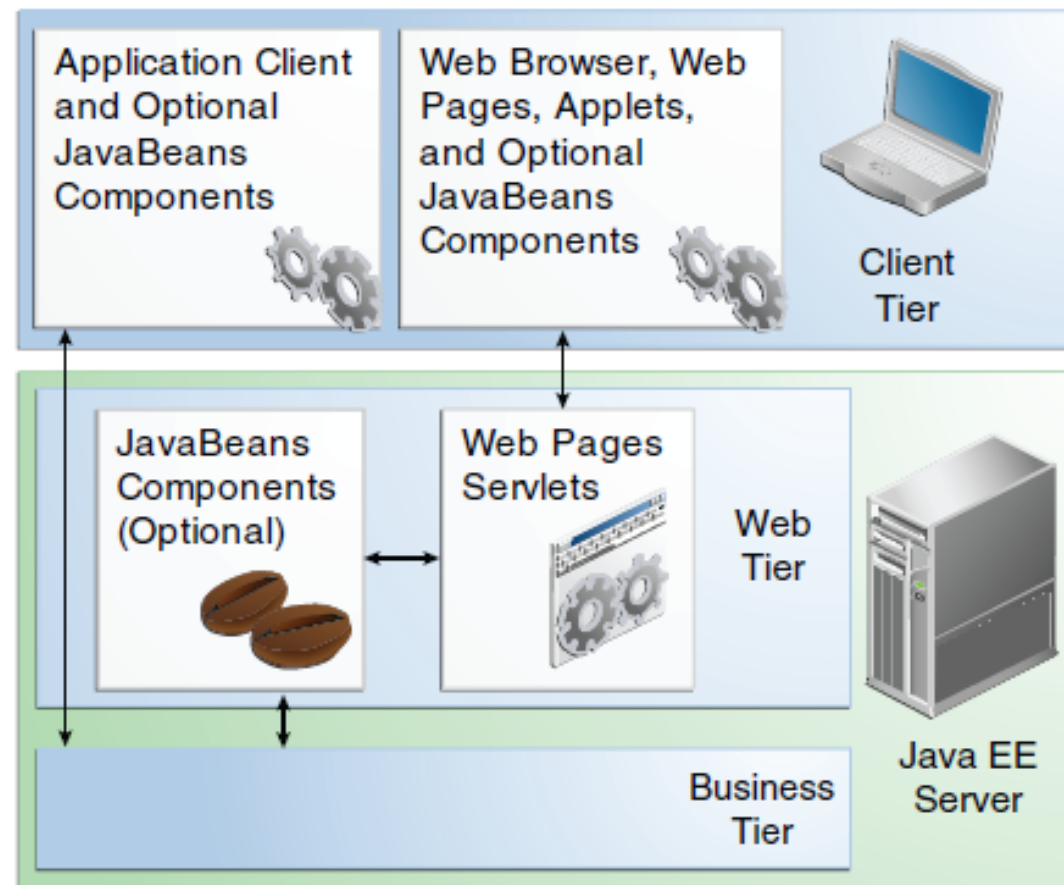 Application Client
and Optional
JavaBeans
Components
Web Browser, Web
Pages, Applets,
and Optional
JavaBeans
Components
Client
Tier
JavaBeans
Components
(Optional)
Web Pages
Servlets
Web
Tier
Java EE
Server
Business
Tier